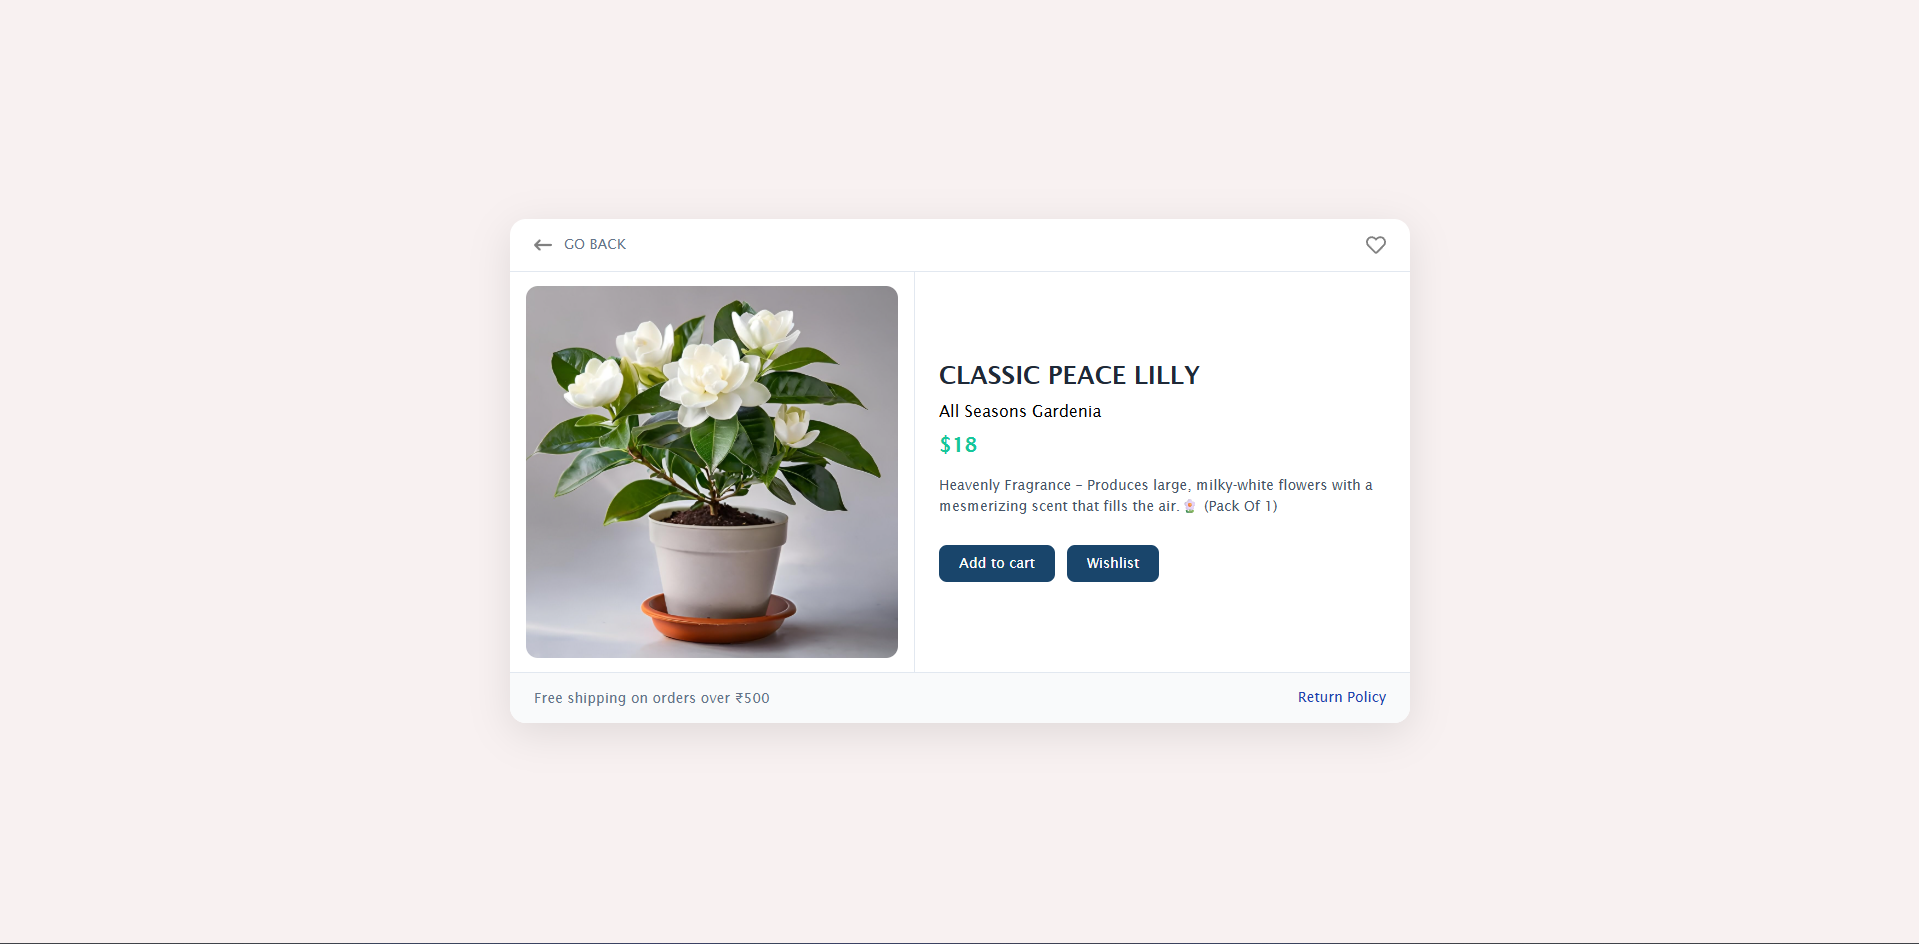 GO BACK
CLASSIC PEACE LILLY
All Seasons Gardenia
$18
Heavenly Fragrance – Produces large, milky-white flowers with a
mesmerizing scent that fills the air.🌸 (Pack Of 1)
Add to cart
Wishlist
Free shipping on orders over ₹500
Return Policy